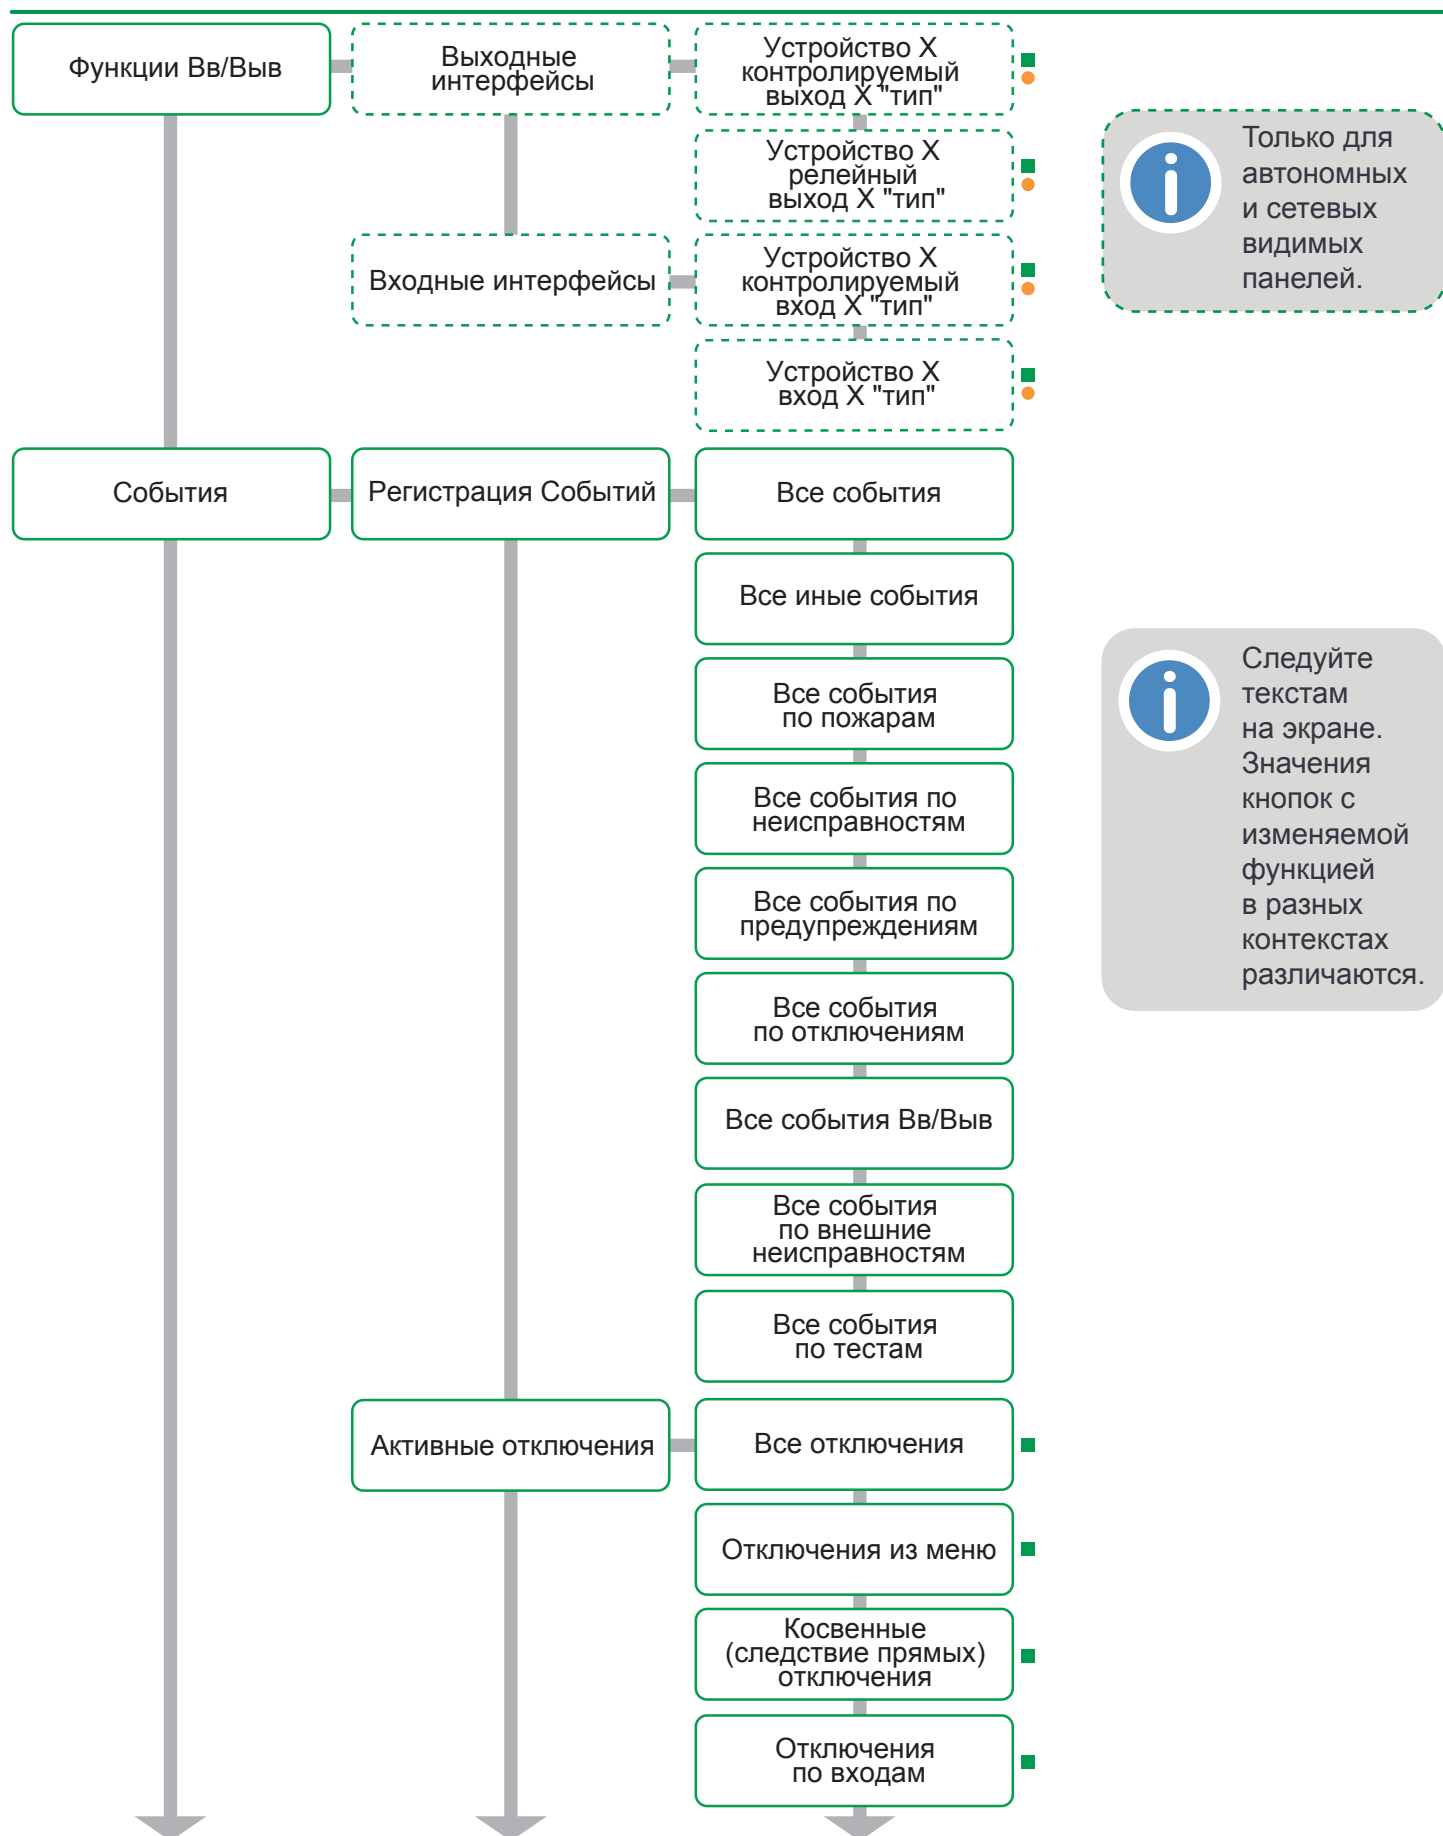 Функции Вв/Выв
Выходные
интерфейсы
Устройство X
контролируемый
выход X "тип"
Устройство X
релейный
выход X "тип"
Только для
автономных
и сетевых
видимых
панелей.
Входные интерфейсы
Устройство X
контролируемый
вход X "тип"
Устройство X
вход X "тип"
События
Регистрация Событий
Все события
Все иные события
Все события
по пожарам
Все события по
неисправностям
Все события по
предупреждениям
Все события
по отключениям
Все события Вв/Выв
Все события
по внешние
неисправностям
Все события
по тестам
Следуйте
текстам
на экране.
Значения
кнопок с
изменяемой
функцией
в разных
контекстах
различаются.
Активные отключения
Все отключения
Отключения из меню
Косвенные
(следствие прямых)
отключения
Отключения
по входам